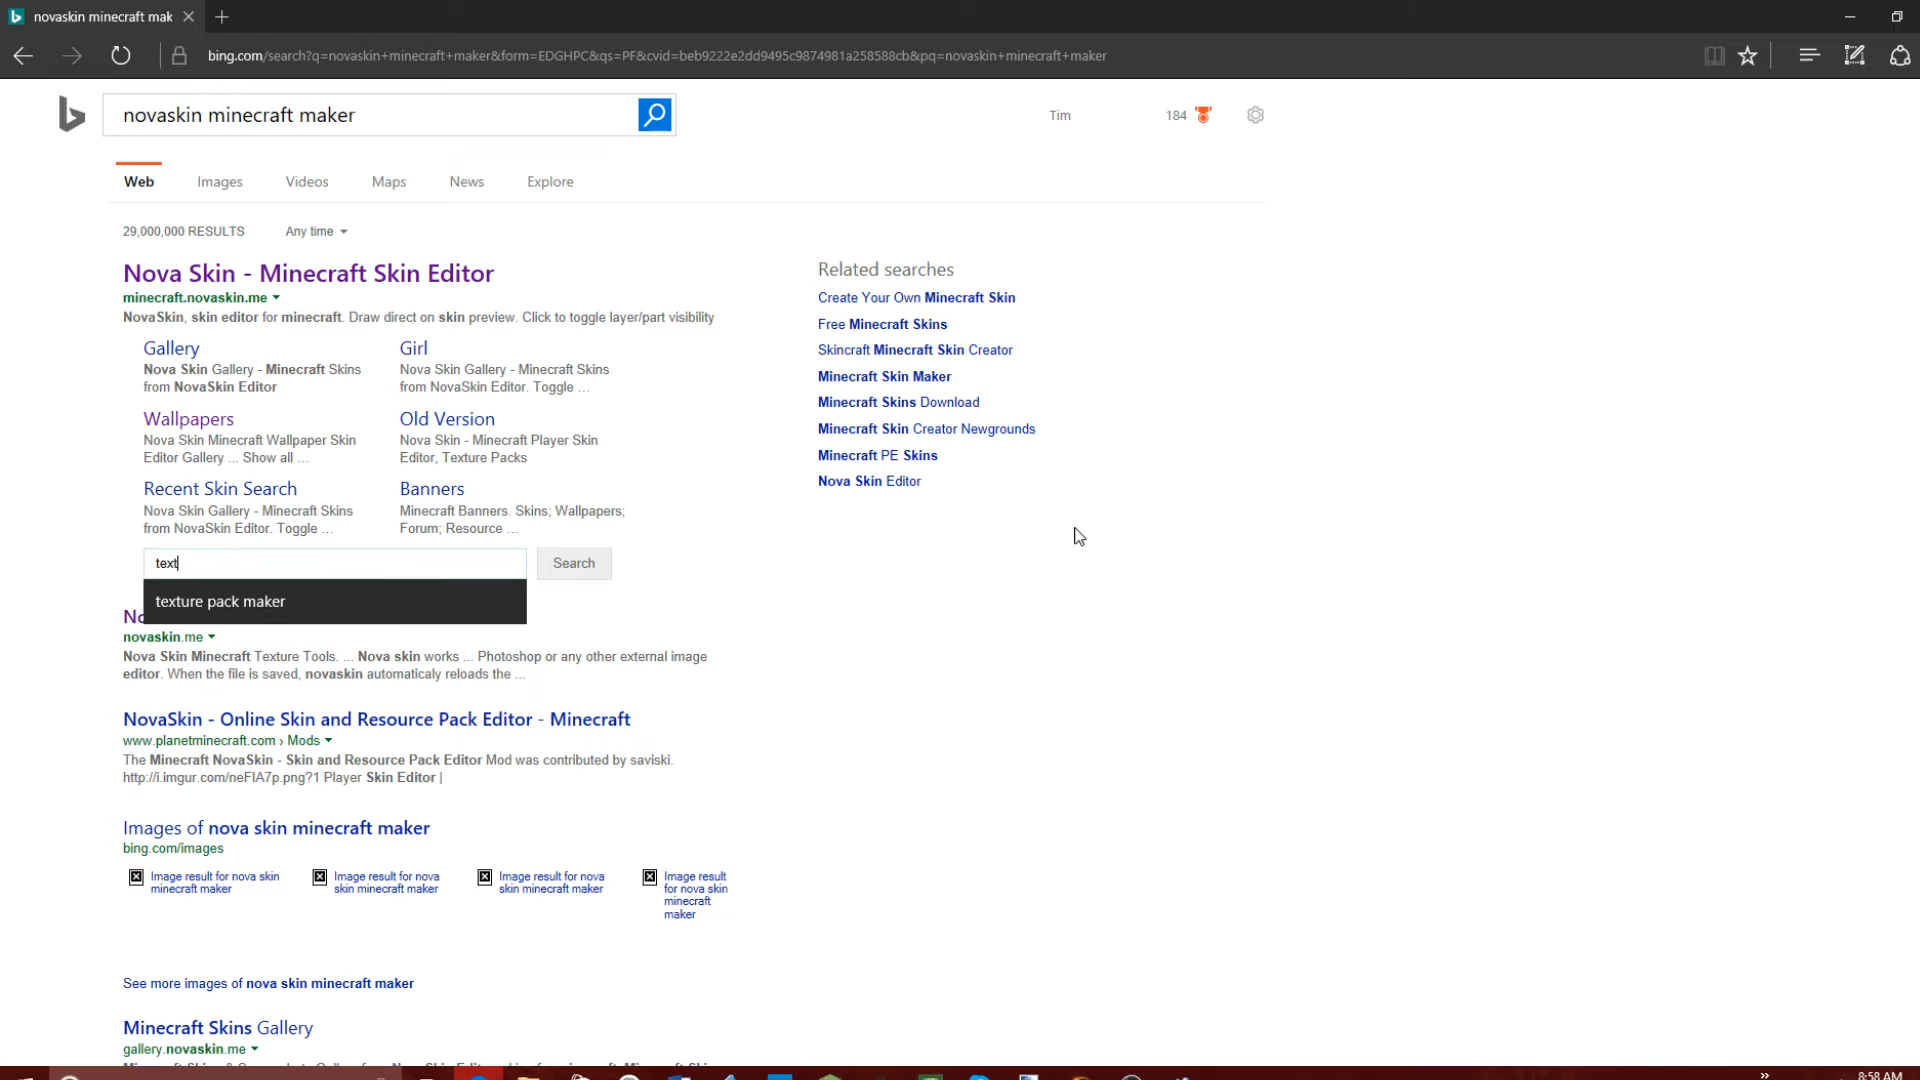 novaskin minecraft mak
bing.com/search?q=novaskin+minecraft+maker&form=EDGHPC&qs=PF&cvid=beb9222e2dd9495c9874981a258588cb&pq=novaskin+minecraft+maker
novaskin minecraft maker
Tim
184
Web Images Videos Maps News Explore
29,000,000 RESULTS Any time
Nova Skin - Minecraft Skin Editor
minecraft.novaskin.me
NovaSkin, skin editor for minecraft. Draw direct on skin preview. Click to toggle layer/part visibility
Gallery
Nova Skin Gallery - Minecraft Skins
from NovaSkin Editor
Girl
Nova Skin Gallery - Minecraft Skins
from NovaSkin Editor. Toggle ...
Wallpapers
Nova Skin Minecraft Wallpaper Skin
Editor Gallery ... Show all ...
Old Version
Nova Skin - Minecraft Player Skin
Editor, Texture Packs
Recent Skin Search
Nova Skin Gallery - Minecraft Skins
from NovaSkin Editor. Toggle ...
Banners
Minecraft Banners. Skins; Wallpapers;
Forum; Resource ...
text
Search
texture pack maker
novaskin.me
Nova Skin Minecraft Texture Tools. ... Nova skin works ... Photoshop or any other external image
editor. When the file is saved, novaskin automaticaly reloads the ...
NovaSkin - Online Skin and Resource Pack Editor - Minecraft
www.planetminecraft.com › Mods
The Minecraft NovaSkin - Skin and Resource Pack Editor Mod was contributed by saviski.
http://i.imgur.com/neFIA7p.png?1 Player Skin Editor |
Images of nova skin minecraft maker
bing.com/images
Image result for nova skin
minecraft maker
Image result for nova
skin minecraft maker
Image result for nova
skin minecraft maker
Image result
for nova skin
minecraft
maker
See more images of nova skin minecraft maker
Minecraft Skins Gallery
gallery.novaskin.me
Related searches
Create Your Own Minecraft Skin
Free Minecraft Skins
Skincraft Minecraft Skin Creator
Minecraft Skin Maker
Minecraft Skins Download
Minecraft Skin Creator Newgrounds
Minecraft PE Skins
Nova Skin Editor
8:58 AM